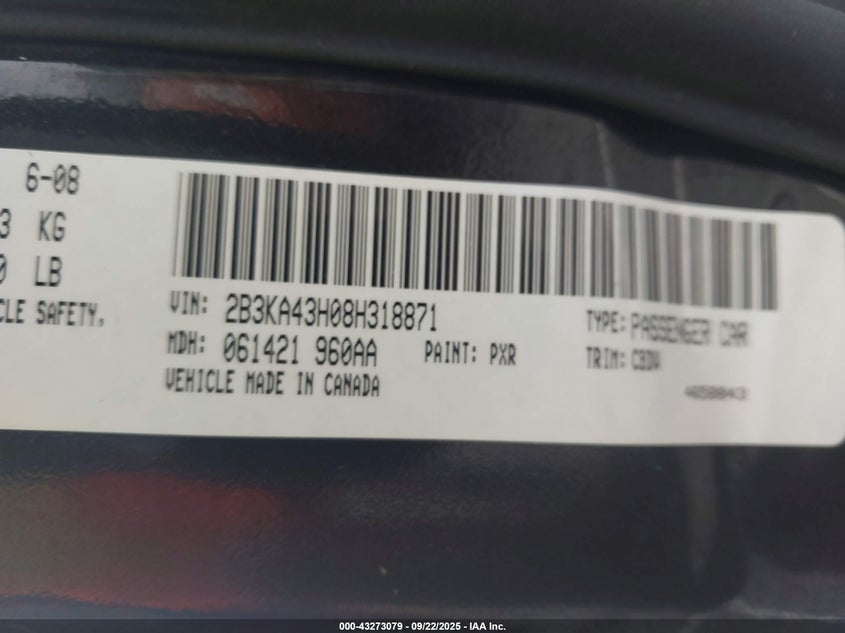 6-08
3 KG
0 LB
CLE SAFETY,
VIN: 2B3KA43H08H318871
TYPE: PASSENGER CAR
MDH: 061421 960AA
PAINT: PXR
TRIM: CBDV
VEHICLE MADE IN CANADA
4658843
000-43273079 - 09/22/2025 - IAA Inc.